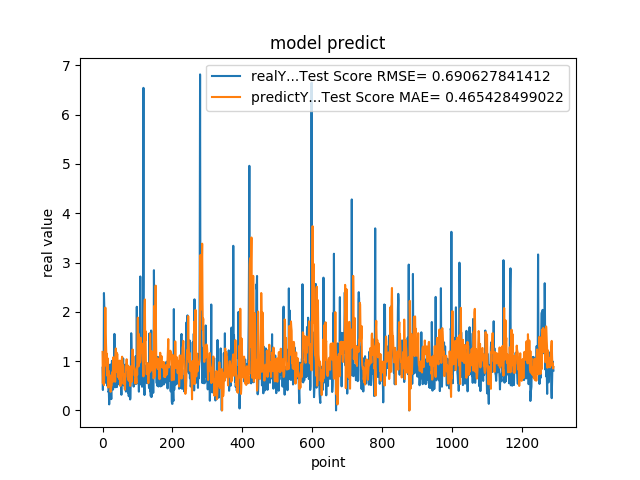 model predict
realY...Test Score RMSE= 0.690627841412
predictY...Test Score MAE= 0.465428499022
7
6
5
4
3
2
1
0
real value
0 200 400 600 800 1000 1200
point